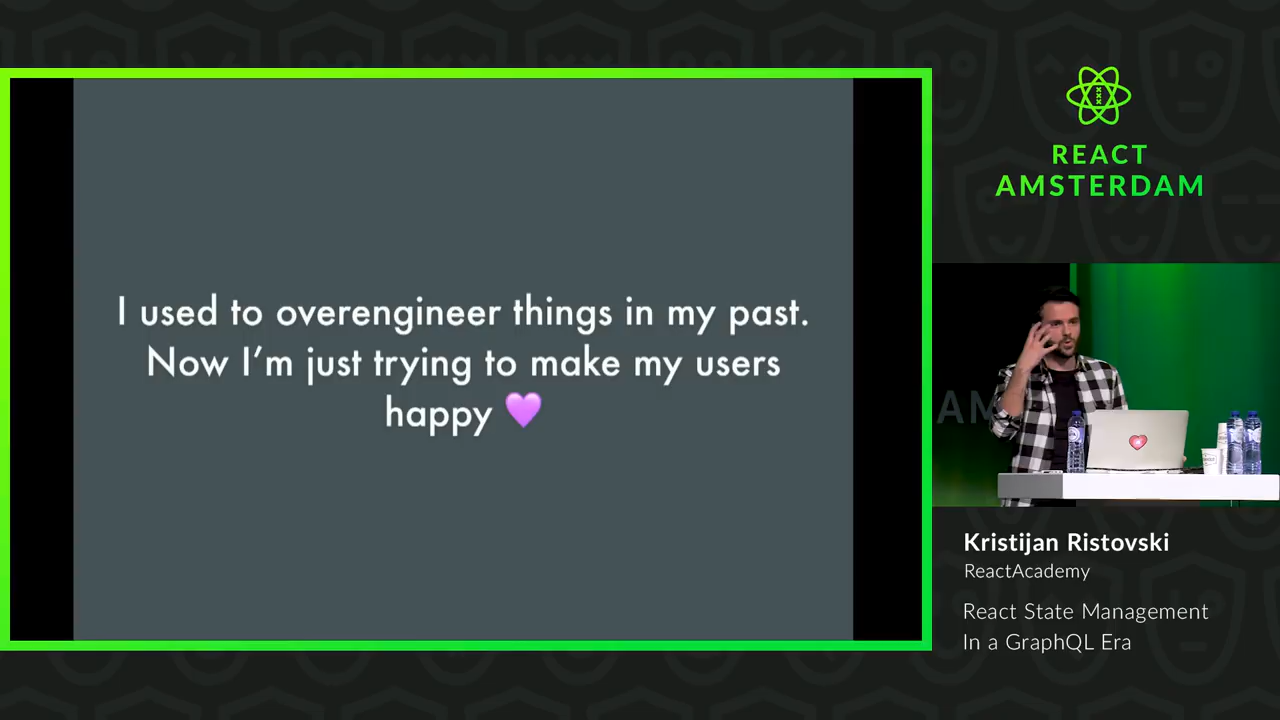 I used to overengineer things in my past.
Now I’m just trying to make my users
happy 💜
REACT
AMSTERDAM
AM
Kristijan Ristovski
ReactAcademy
React State Management
In a GraphQL Era